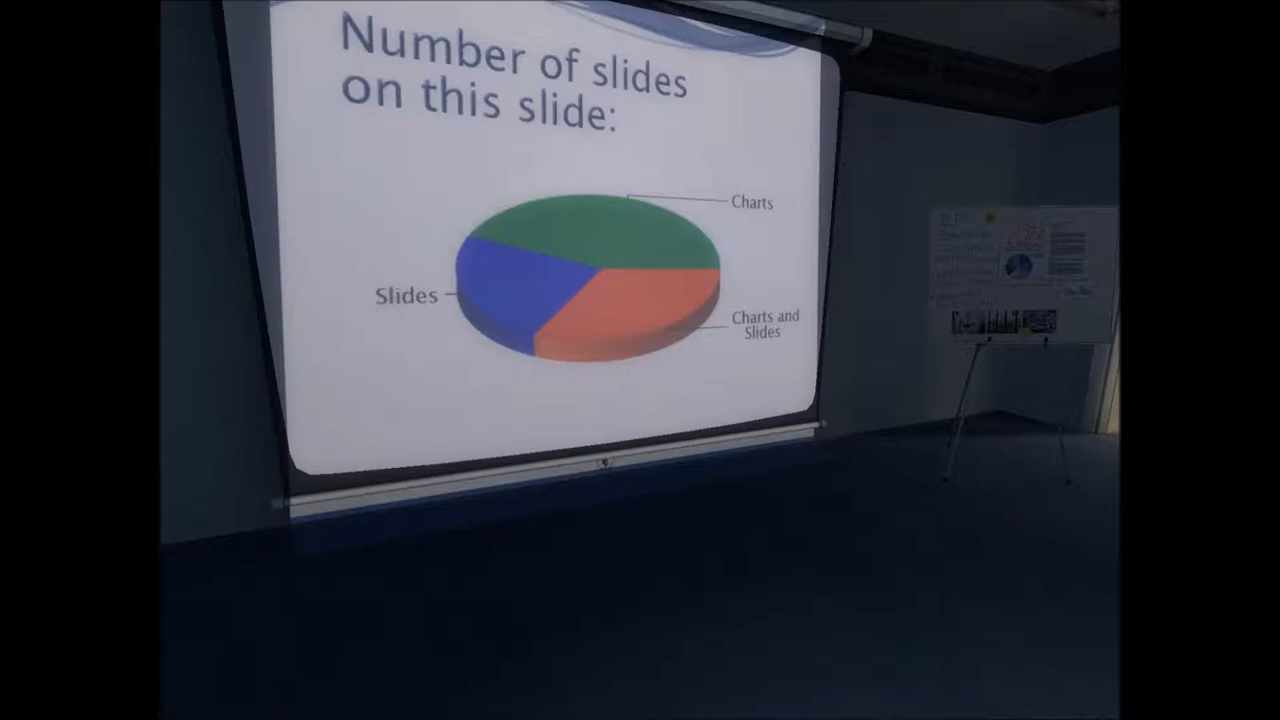 Number of slides
on this slide:
Charts
Slides
Charts and
Slides